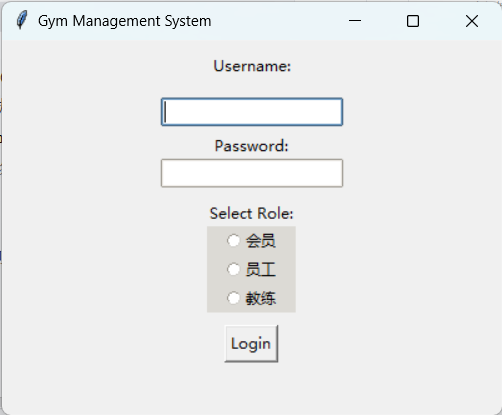 Gym Management System
Username:
Password:
Select Role:
会员
员工
教练
Login